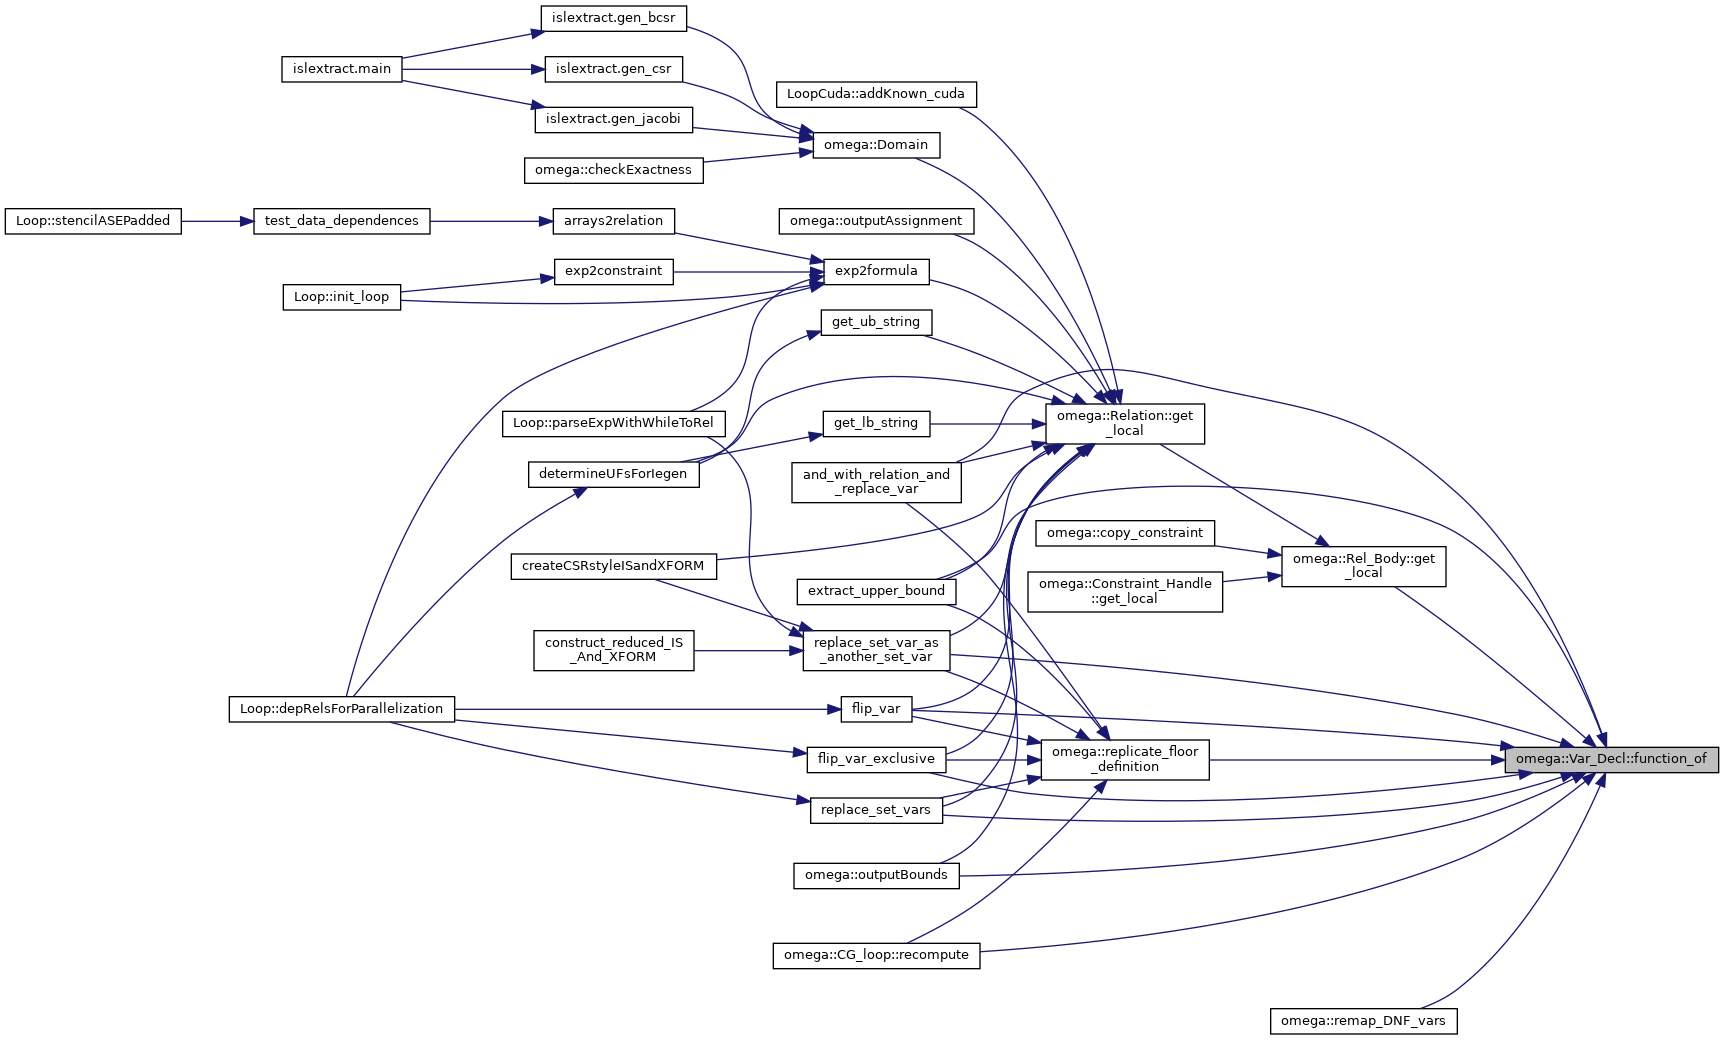 islextract.gen_bcsr
islextract.main
islextract.gen_csr
LoopCuda::addKnown_cuda
islextract.gen_jacobi
omega::Domain
omega::checkExactness
Loop::stencilASEPadded
test_data_dependences
arrays2relation
omega::outputAssignment
exp2constraint
exp2formula
Loop::init_loop
get_ub_string
Loop::parseExpWithWhileToRel
get_lb_string
omega::Relation::get
_local
determineUFsForIegen
and_with_relation_and
_replace_var
omega::copy_constraint
createCSRstyleISandXFORM
omega::Rel_Body::get
_local
extract_upper_bound
omega::Constraint_Handle
::get_local
construct_reduced_IS
_And_XFORM
replace_set_var_as
_another_set_var
Loop::depRelsForParallelization
flip_var
flip_var_exclusive
omega::replicate_floor
_definition
omega::Var_Decl::function_of
replace_set_vars
omega::outputBounds
omega::CG_loop::recompute
omega::remap_DNF_vars